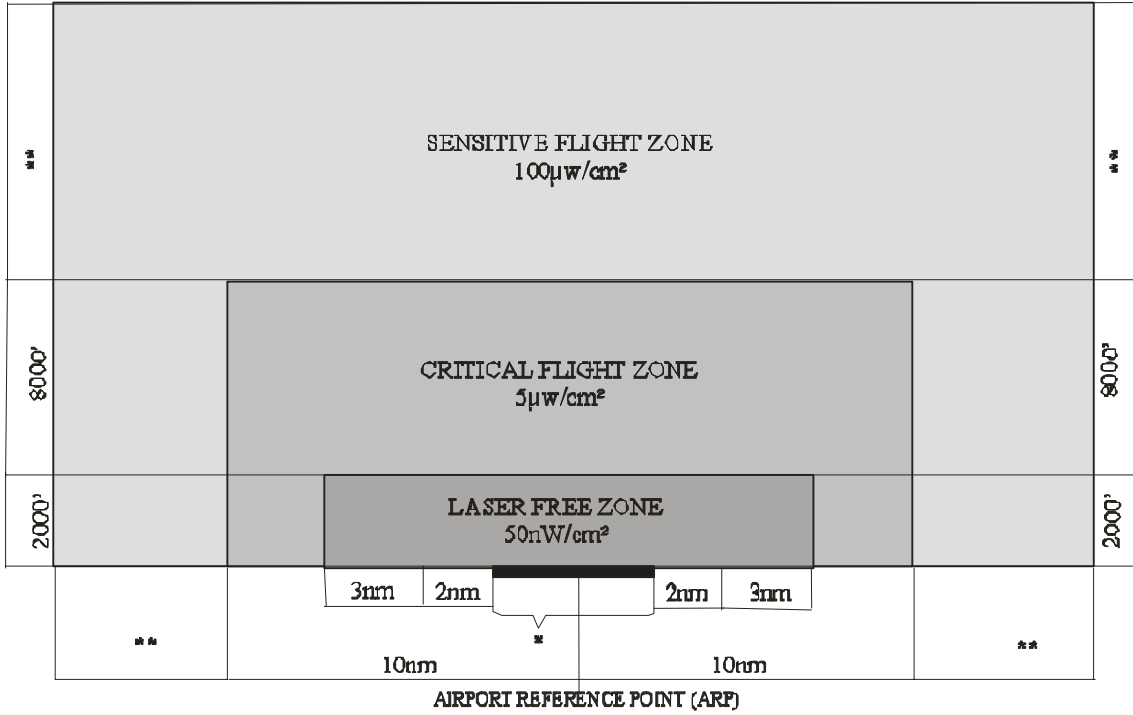 SENSITIVE FLIGHT ZONE
100µw/cm²
**
**
CRITICAL FLIGHT ZONE
5µw/cm²
8000'
8000'
LASER FREE ZONE
50nW/cm²
2000'
2000'
3nm
2nm
2nm
3nm
**
*
**
10nm
10nm
AIRPORT REFERENCE POINT (ARP)